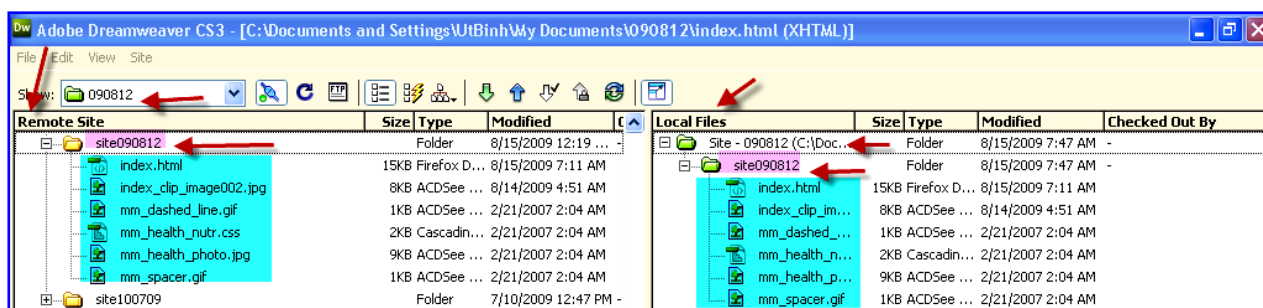 Dw Adobe Dreamweaver CS3 - [C:\Documents and Settings\UtBinh\My Documents\090812\index.html (XHTML)]
File Edit View Site
Show: 090812 FTP
Remote Site Size Type Modified C Local Files Size Type Modified Checked Out By
site090812 Folder 8/15/2009 12:19 ... - Site - 090812 (C:\Doc... Folder 8/15/2009 7:47 AM -
index.html 15KB Firefox D... 8/15/2009 7:11 AM site090812 Folder 8/15/2009 7:47 AM -
index_clip_image002.jpg 8KB ACDSee ... 8/14/2009 4:51 AM index.html 15KB Firefox D... 8/15/2009 7:11 AM
mm_dashed_line.gif 1KB ACDSee ... 2/21/2007 2:04 AM index_clip_im... 8KB ACDSee ... 8/14/2009 4:51 AM
mm_health_nutr.css 2KB Cascadin... 2/21/2007 2:04 AM mm_dashed_... 1KB ACDSee ... 2/21/2007 2:04 AM
mm_health_photo.jpg 9KB ACDSee ... 2/21/2007 2:04 AM mm_health_n... 2KB Cascadin... 2/21/2007 2:04 AM
mm_spacer.gif 1KB ACDSee ... 2/21/2007 2:04 AM mm_health_p... 9KB ACDSee ... 2/21/2007 2:04 AM
site100709 Folder 7/10/2009 12:47 PM - mm_spacer.gif 1KB ACDSee ... 2/21/2007 2:04 AM